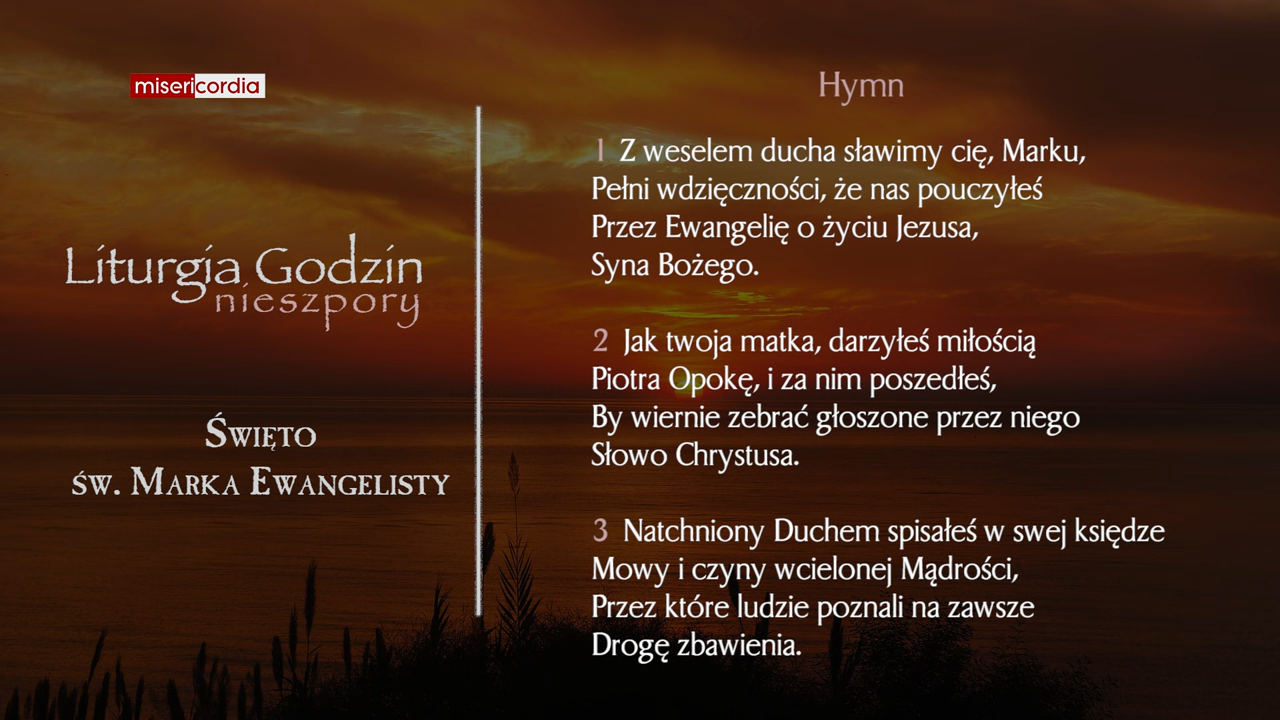 misericordia
Liturgia Godzin
nieszpory
Święto
św. Marka Ewangelisty
Hymn
1 Z weselem ducha sławimy cię, Marku,
Pełni wdzięczności, że nas pouczyłeś
Przez Ewangelię o życiu Jezusa,
Syna Bożego.
2 Jak twoja matka, darzyłeś miłością
Piotra Opokę, i za nim poszedłeś,
By wiernie zebrać głoszone przez niego
Słowo Chrystusa.
3 Natchniony Duchem spisałeś w swej księdze
Mowy i czyny wcielonej Mądrości,
Przez które ludzie poznali na zawsze
Drogę zbawienia.